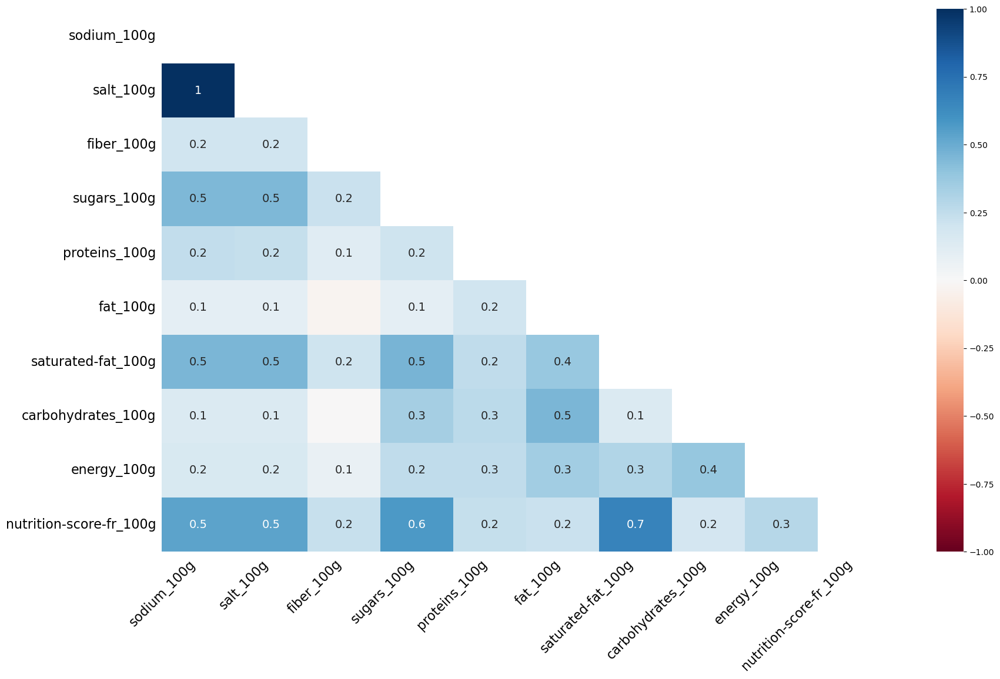 sodium_100g
salt_100g
1
fiber_100g
0.2 0.2
sugars_100g
0.5 0.5 0.2
proteins_100g
0.2 0.2 0.1 0.2
fat_100g
0.1 0.1 0.1 0.2
saturated-fat_100g
0.5 0.5 0.2 0.5 0.2 0.4
carbohydrates_100g
0.1 0.1 0.3 0.3 0.5 0.1
energy_100g
0.2 0.2 0.1 0.2 0.3 0.3 0.3 0.4
nutrition-score-fr_100g
0.5 0.5 0.2 0.6 0.2 0.2 0.7 0.2 0.3
sodium_100g
salt_100g
fiber_100g
sugars_100g
proteins_100g
fat_100g
saturated-fat_100g
carbohydrates_100g
energy_100g
nutrition-score-fr_100g
1.00
0.75
0.50
0.25
0.00
−0.25
−0.50
−0.75
−1.00